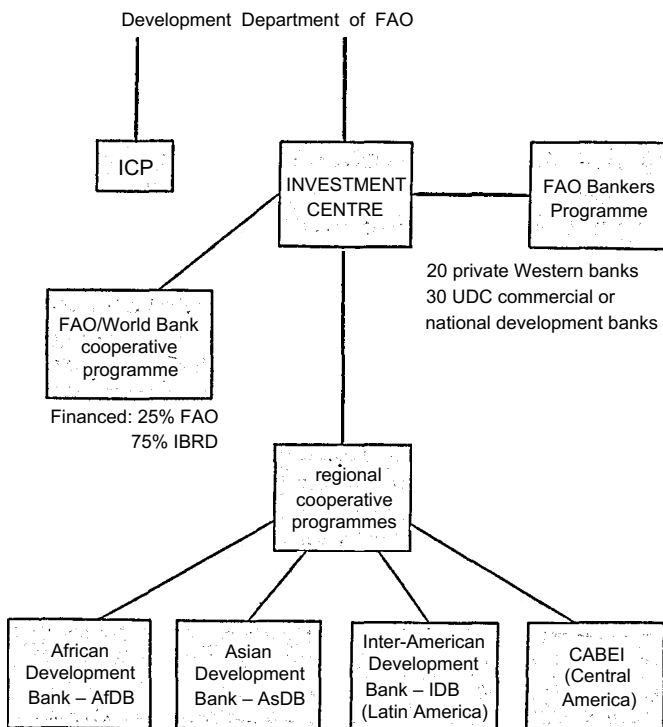 Development Department of FAO
ICP
INVESTMENT
CENTRE
FAO Bankers
Programme
20 private Western banks
30 UDC commercial or
national development banks
FAO/World Bank
cooperative
programme
Financed: 25% FAO
75% IBRD
regional
cooperative
programmes
African
Development
Bank – AfDB
Asian
Development
Bank – AsDB
Inter-American
Development
Bank – IDB
(Latin America)
CABEI
(Central
America)